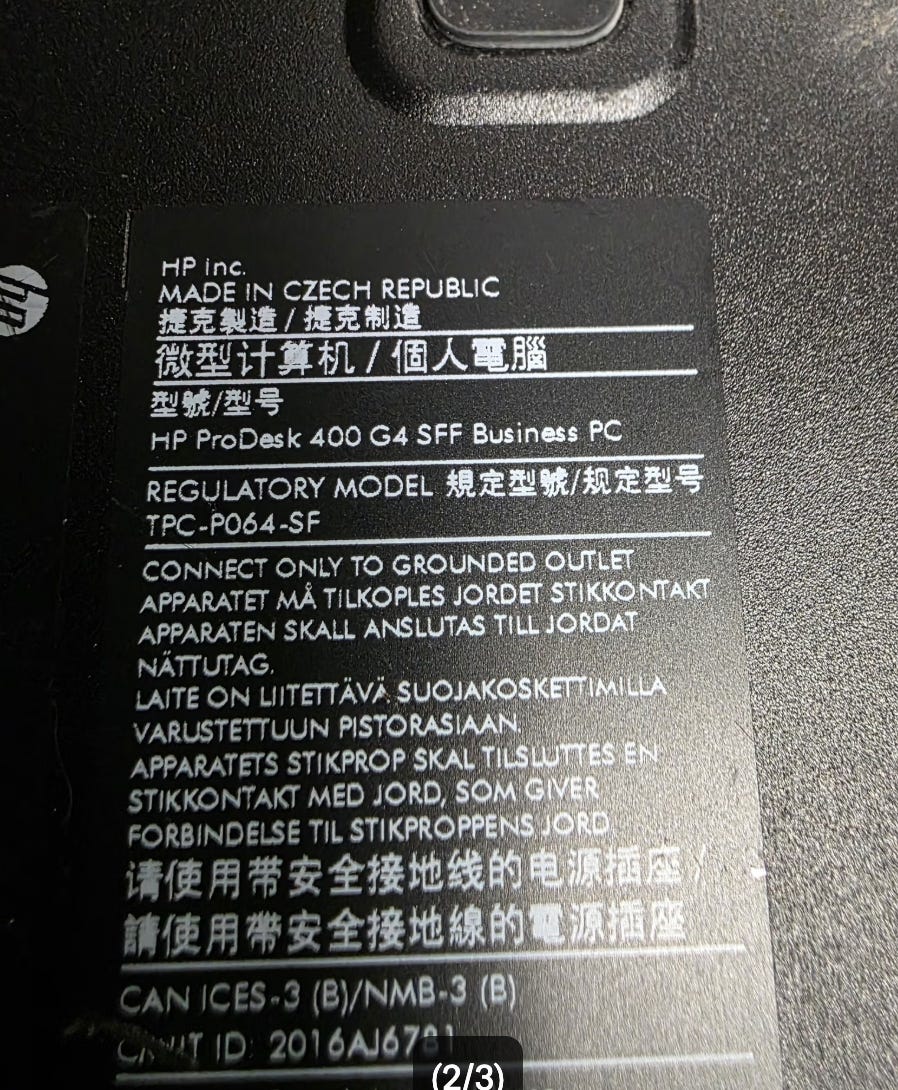 hp
HP Inc.
MADE IN CZECH REPUBLIC
捷克製造 / 捷克制造
微型计算机 / 個人電腦
型號/型号
HP ProDesk 400 G4 SFF Business PC
REGULATORY MODEL 規定型號/规定型号
TPC-P064-SF
CONNECT ONLY TO GROUNDED OUTLET
APPARATET MÅ TILKOPLES JORDET STIKKONTAKT
APPARATEN SKALL ANSLUTAS TILL JORDAT
NÄTTUTAG.
LAITE ON LIITETTÄVÄ SUOJAKOSKETTIMILLA
VARUSTETTUUN PISTORASIAAN.
APPARATETS STIKPROP SKAL TILSLUTTES EN
STIKKONTAKT MED JORD, SOM GIVER
FORBINDELSE TIL STIKPROPPENS JORD.
请使用带安全接地线的电源插座 /
請使用帶安全接地線的電源插座
CAN ICES-3 (B)/NMB-3 (B)
ID: 2016AJ6781
(2/3)